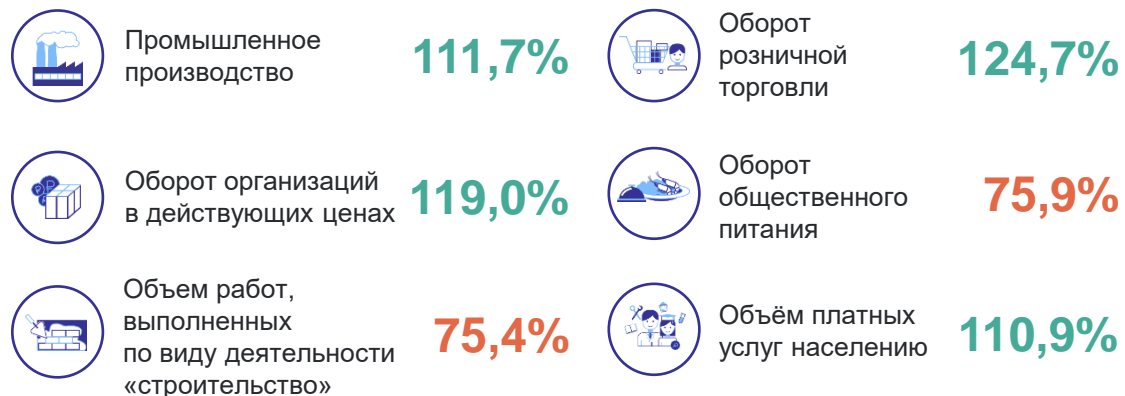 Промышленное
производство
111,7%
Оборот организаций
в действующих ценах
119,0%
Объем работ,
выполненных
по виду деятельности
«строительство»
75,4%
Оборот
розничной
торговли
124,7%
Оборот
общественного
питания
75,9%
Объём платных
услуг населению
110,9%